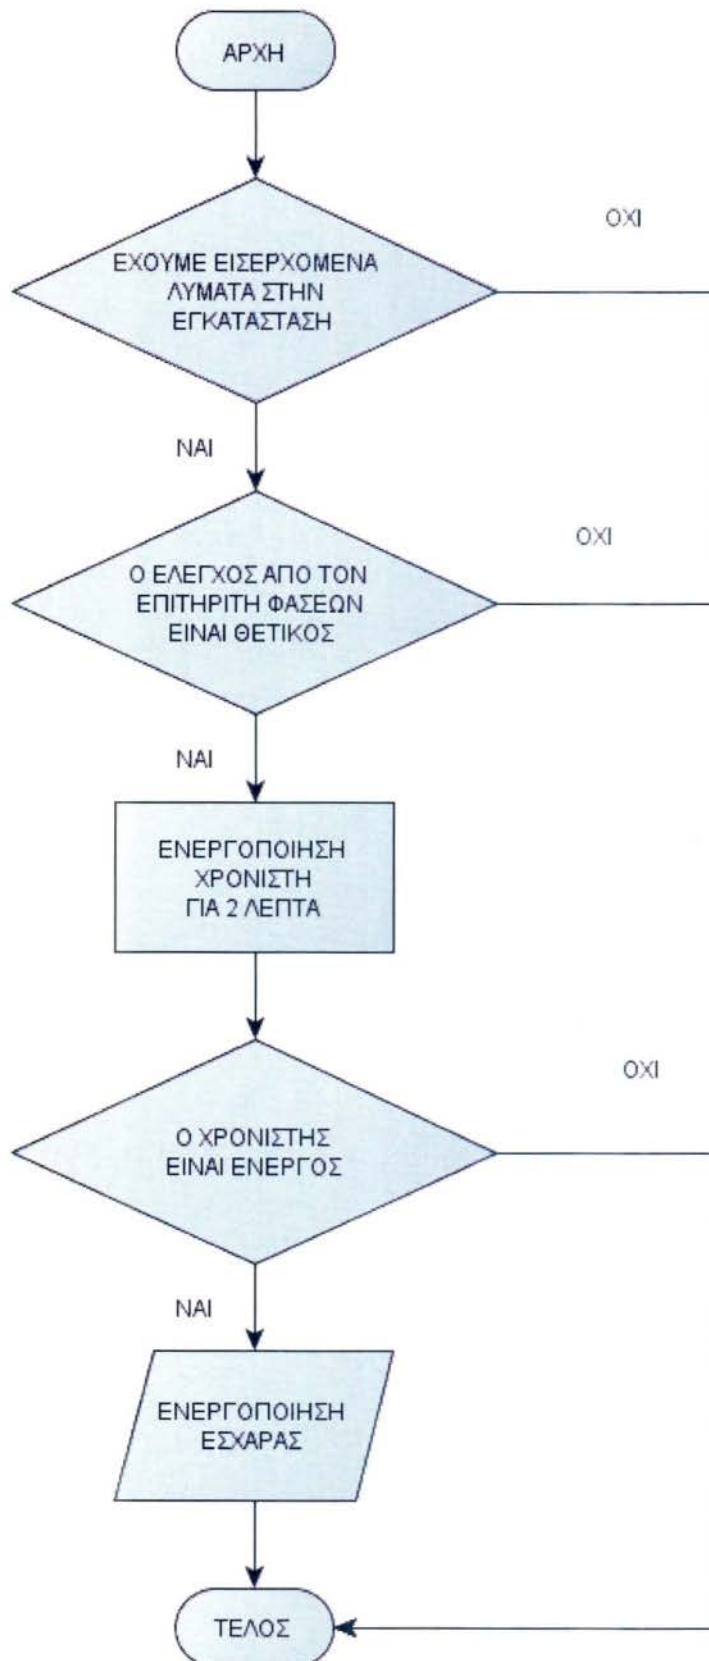 ΑΡΧΗ
ΟΧΙ
ΕΧΟΥΜΕ ΕΙΣΕΡΧΟΜΕΝΑ
ΛΥΜΑΤΑ ΣΤΗΝ
ΕΓΚΑΤΑΣΤΑΣΗ
ΝΑΙ
ΟΧΙ
Ο ΕΛΕΓΧΟΣ ΑΠΟ ΤΟΝ
ΕΠΙΤΗΡΙΤΗ ΦΑΣΕΩΝ
ΕΙΝΑΙ ΘΕΤΙΚΟΣ
ΝΑΙ
ΕΝΕΡΓΟΠΟΙΗΣΗ
ΧΡΟΝΙΣΤΗ
ΓΙΑ 2 ΛΕΠΤΑ
ΟΧΙ
Ο ΧΡΟΝΙΣΤΗΣ
ΕΙΝΑΙ ΕΝΕΡΓΟΣ
ΝΑΙ
ΕΝΕΡΓΟΠΟΙΗΣΗ
ΕΣΧΑΡΑΣ
ΤΕΛΟΣ